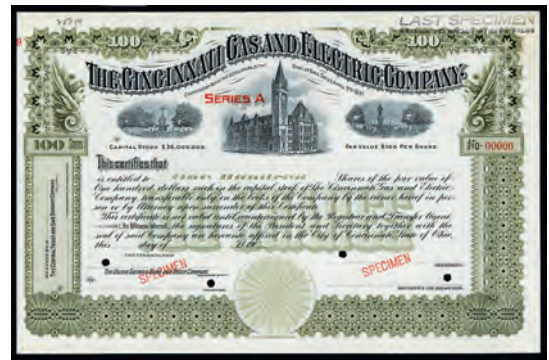 LAST SPECIMEN
100
100
THE CINCINNATI GAS AND ELECTRIC COMPANY
SERIES A
CAPITAL STOCK $36,000,000.
PAR VALUE $100 PER SHARE
100
No. 00000
This certifies that
is entitled to Shares of the par value of
One hundred dollars each in the capital stock of The Cincinnati Gas and Electric
Company, transferable only on the books of the Company by the owner hereof in per-
son or by Attorney upon surrender of this Certificate.
This certificate is not valid until countersigned by the Registrar and Transfer Agent.
In Witness whereof, the signatures of the President and Secretary together with the
seal of said Company are hereunto affixed in the City of Cincinnati, State of Ohio,
this day of A.D. 19
SPECIMEN
SPECIMEN